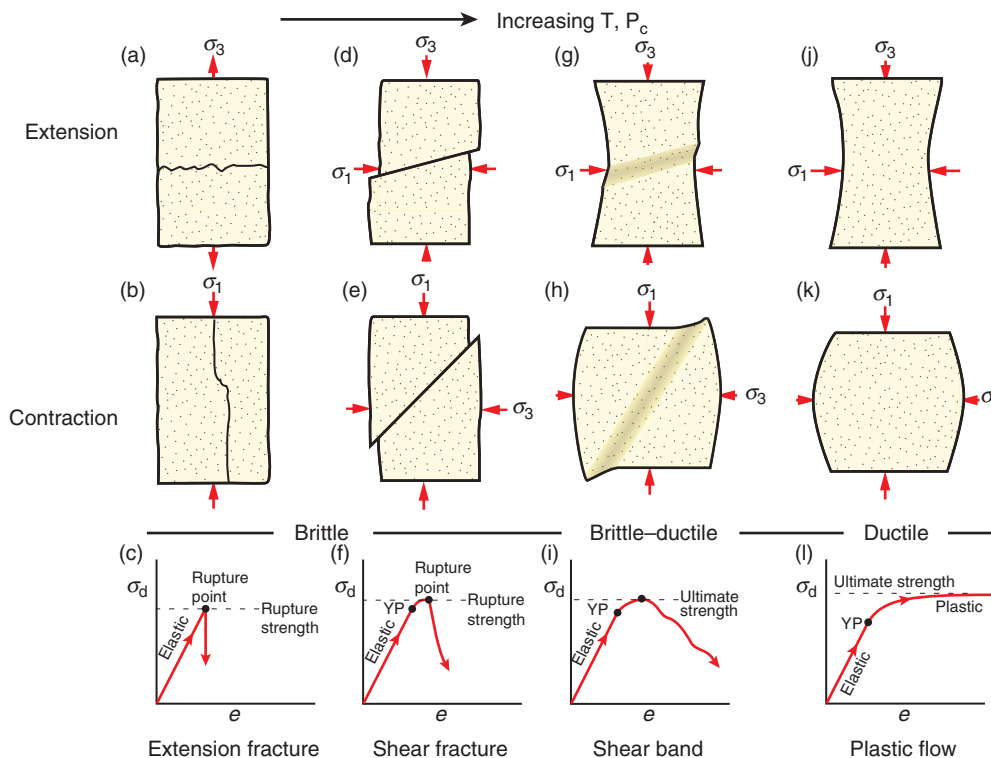 Increasing T, Pc
(a)
(d)
(g)
(j)
σ3
σ3
σ3
σ3
Extension
σ1
σ1
σ1
(b)
(e)
(h)
(k)
σ1
σ1
σ1
σ1
Contraction
σ3
σ3
σ
Brittle
Brittle–ductile
Ductile
(c)
(f)
(i)
(l)
σd
Rupture
point
Rupture
strength
Elastic
e
σd
Rupture
point
YP
Rupture
strength
Elastic
e
σd
YP
Ultimate
strength
Elastic
e
σd
Ultimate strength
Plastic
YP
Elastic
e
Extension fracture
Shear fracture
Shear band
Plastic flow